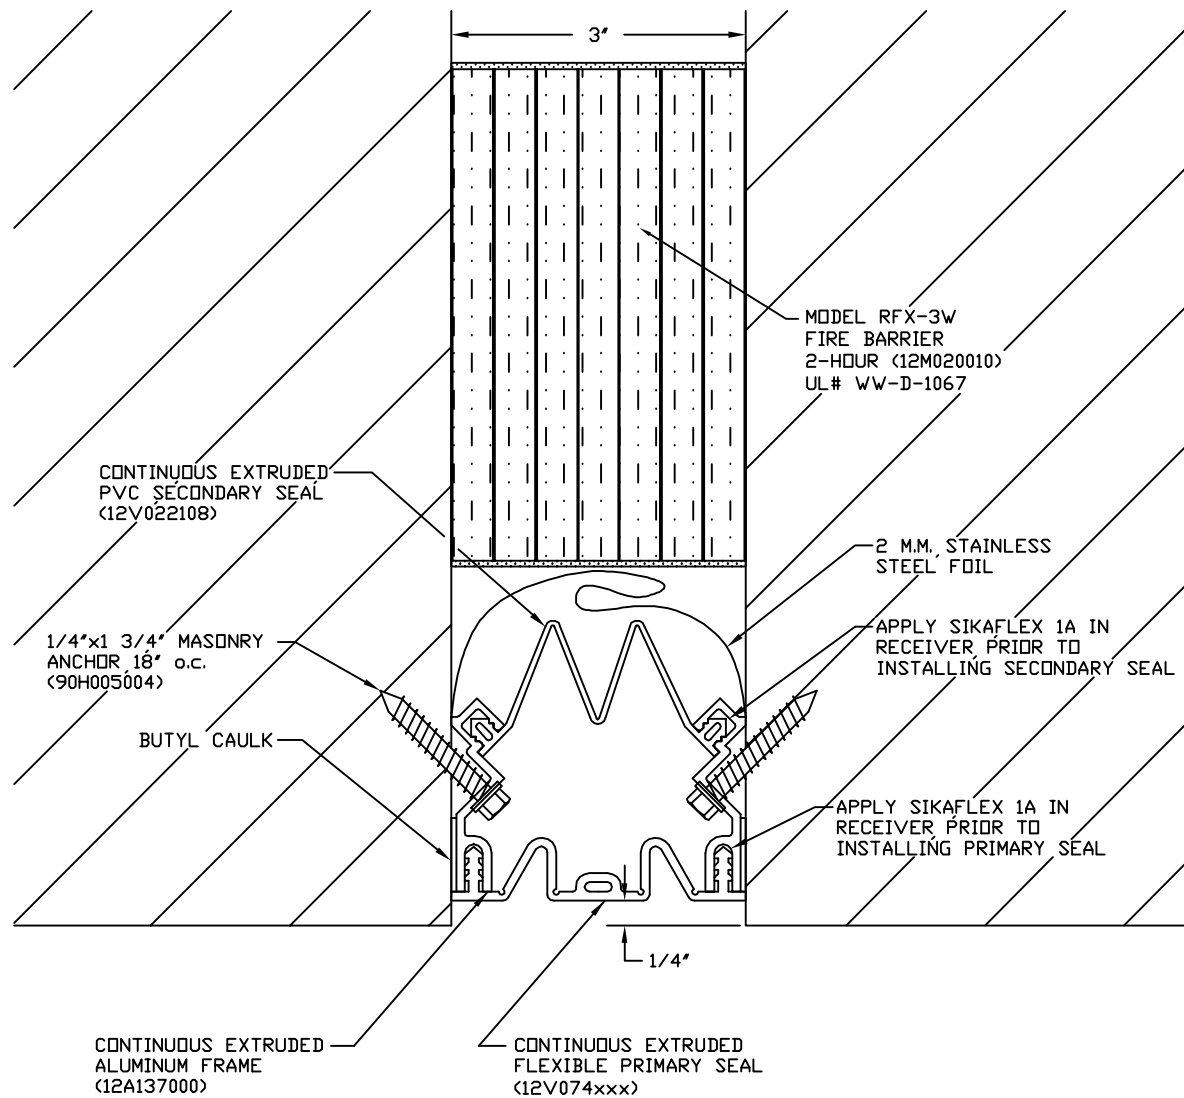 3"
MODEL RFX-3W
FIRE BARRIER
2-HOUR (12M020010)
UL# WW-D-1067
CONTINUOUS EXTRUDED
PVC SECONDARY SEAL
(12V022108)
2 M.M. STAINLESS
STEEL FOIL
1/4"x1 3/4" MASONRY
ANCHOR 18" o.c.
(90H005004)
APPLY SIKAFLEX 1A IN
RECEIVER PRIOR TO
INSTALLING SECONDARY SEAL
BUTYL CAULK
APPLY SIKAFLEX 1A IN
RECEIVER PRIOR TO
INSTALLING PRIMARY SEAL
1/4"
CONTINUOUS EXTRUDED
ALUMINUM FRAME
(12A137000)
CONTINUOUS EXTRUDED
FLEXIBLE PRIMARY SEAL
(12V074xxx)